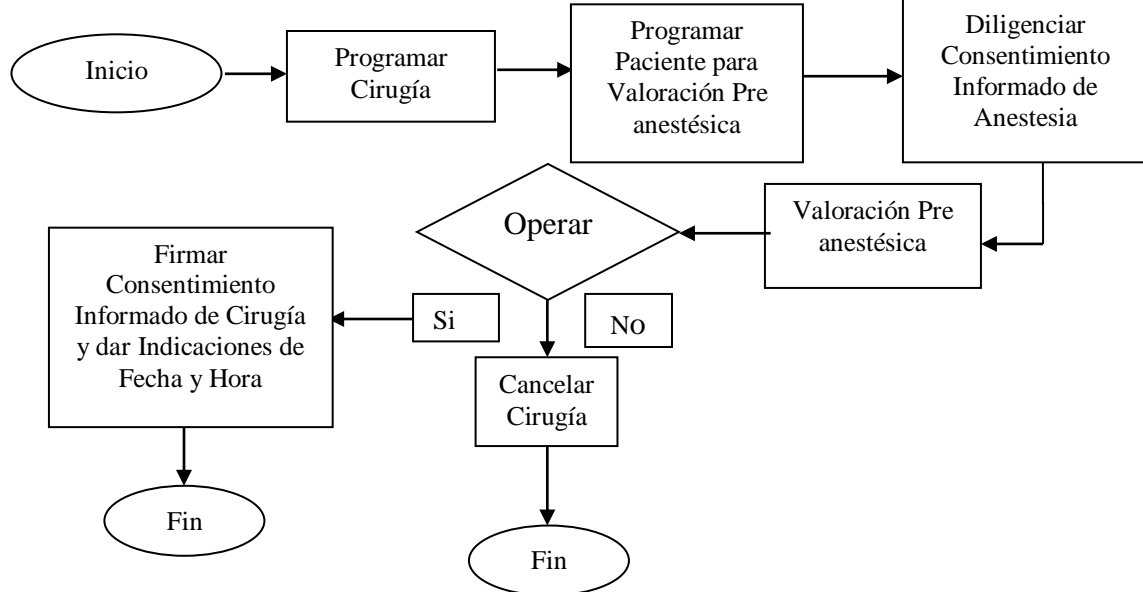 Inicio
Programar
Cirugía
Programar
Paciente para
Valoración Pre
anestésica
Diligenciar
Consentimiento
Informado de
Anestesia
Valoración Pre
anestésica
Operar
Si
No
Firmar
Consentimiento
Informado de Cirugía
y dar Indicaciones de
Fecha y Hora
Cancelar
Cirugía
Fin
Fin